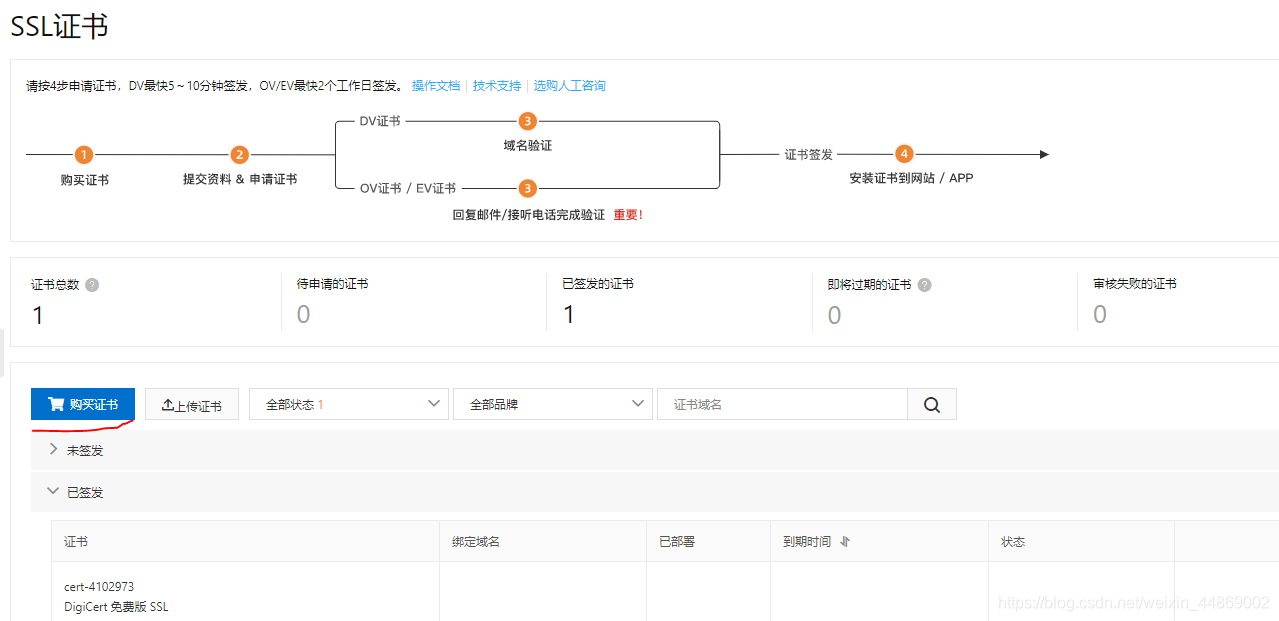 SSL证书
请按4步申请证书，DV最快5～10分钟签发，OV/EV最快2个工作日签发。 操作文档 技术支持 选购人工咨询
DV证书 3
域名验证
1 2 证书签发 4
购买证书 提交资料 & 申请证书 安装证书到网站 / APP
OV证书 / EV证书 3
回复邮件/接听电话完成验证 重要!
证书总数 ? 待申请的证书 已签发的证书 即将过期的证书 ? 审核失败的证书
1 0 1 0 0
购买证书 上传证书 全部状态 1 全部品牌 证书域名
未签发
已签发
证书 绑定域名 已部署 到期时间 状态
cert-4102973
DigiCert 免费版 SSL
https://blog.csdn.net/weixin_44869002